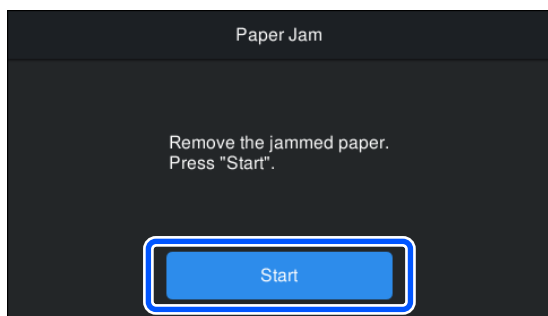 Paper Jam
Remove the jammed paper.
Press "Start".
Start